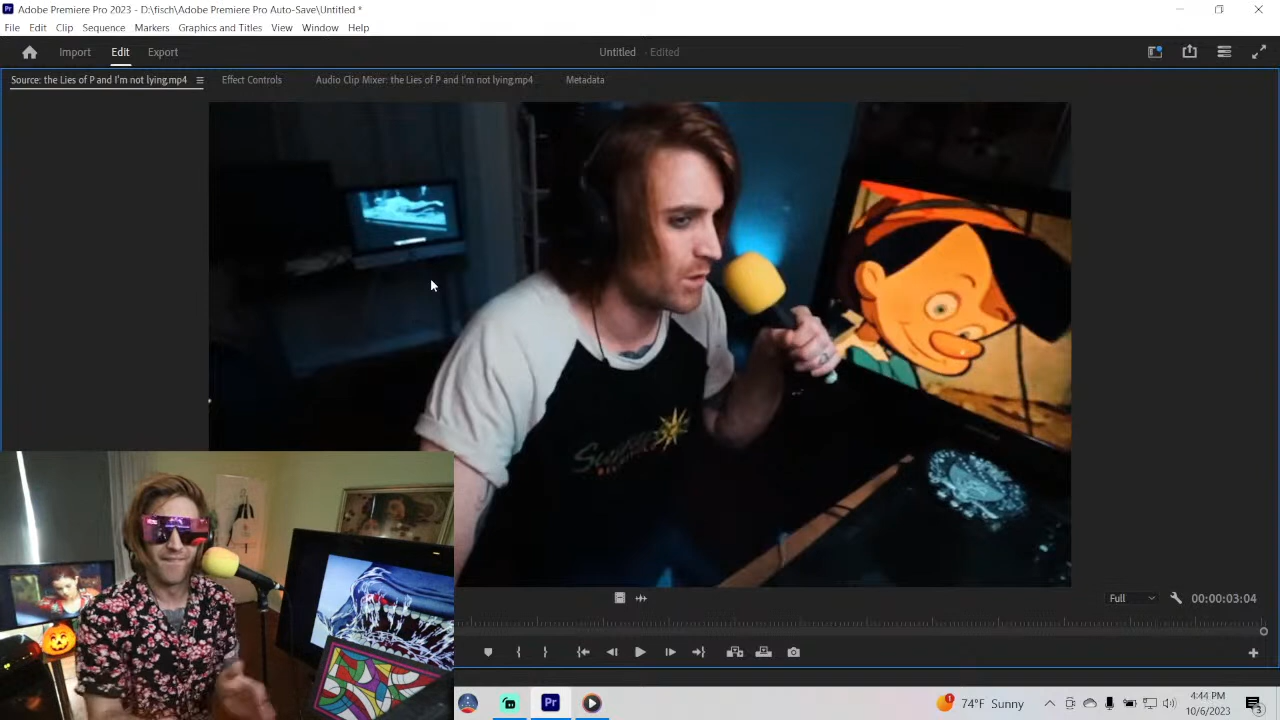 Adobe Premiere Pro 2023 - D:\fisch\Adobe Premiere Pro Auto-Save\Untitled *
File Edit Clip Sequence Markers Graphics and Titles View Window Help
Import Edit Export Untitled - Edited
Source: the Lies of P and I'm not lying.mp4 Effect Controls Audio Clip Mixer: the Lies of P and I'm not lying.mp4 Metadata
Full 00:00:03:04
74°F Sunny
4:44 PM
10/6/2023